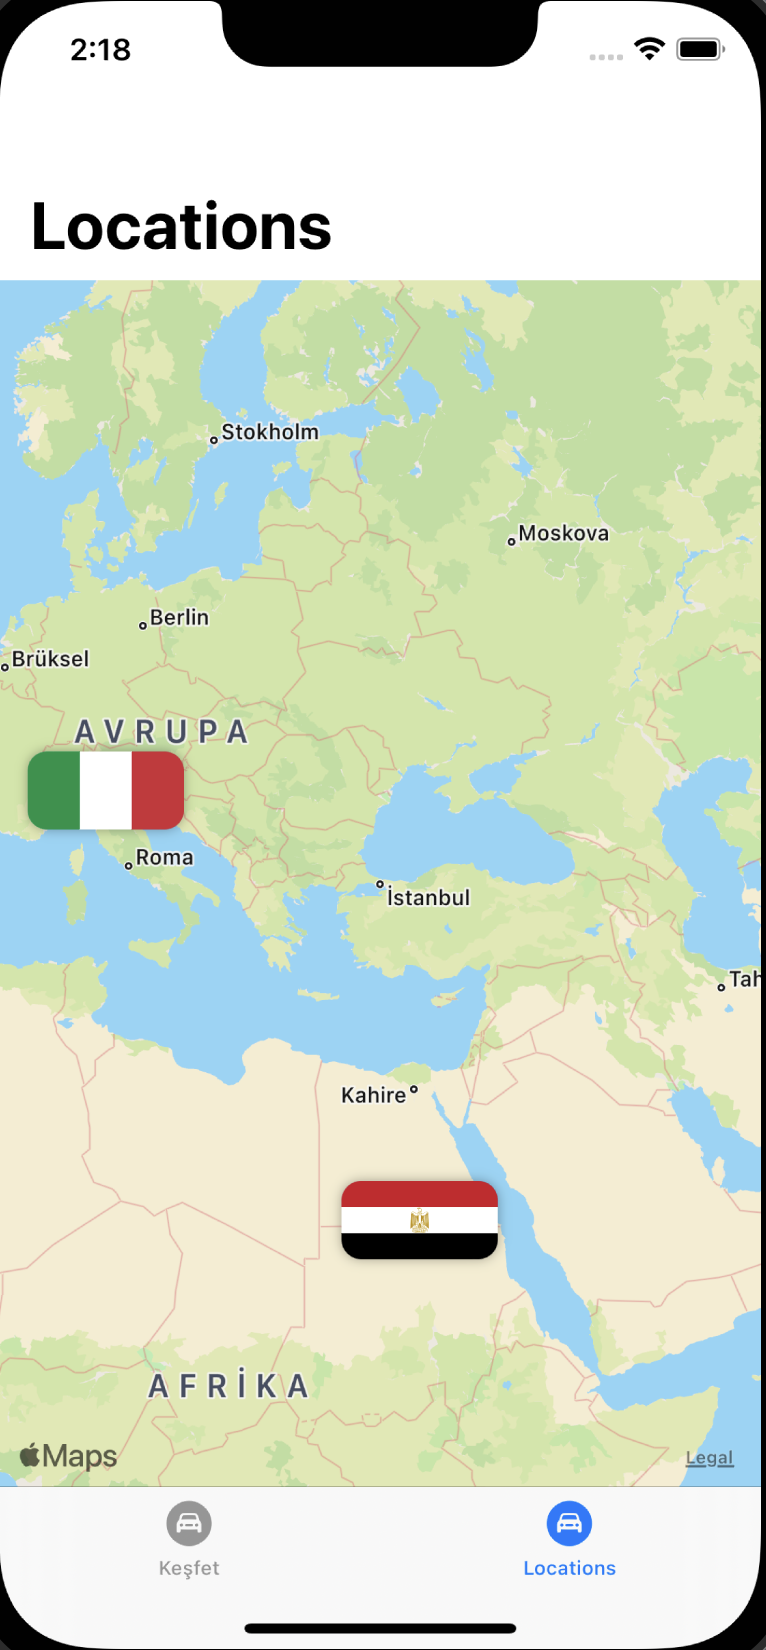 2:18
Locations
Stokholm
Moskova
Berlin
Brüksel
AVRUPA
Roma
İstanbul
Tah
Kahire
AFRİKA
Maps
Legal
Keşfet
Locations